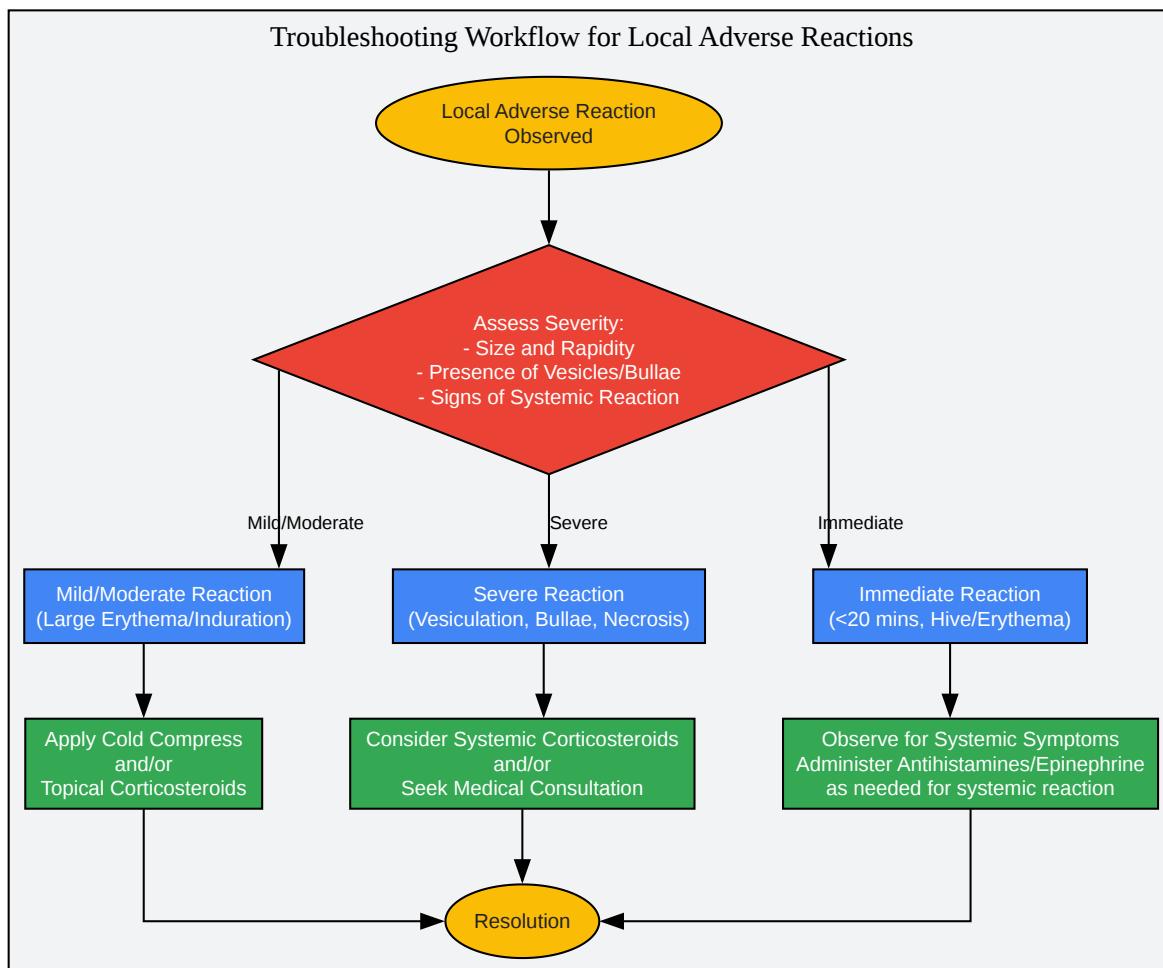 Troubleshooting Workflow for Local Adverse Reactions
Local Adverse Reaction
Observed
Assess Severity:
- Size and Rapidity
- Presence of Vesicles/Bullae
- Signs of Systemic Reaction
Mild/Moderate
Severe
Immediate
Mild/Moderate Reaction
(Large Erythema/Induration)
Severe Reaction
(Vesiculation, Bullae, Necrosis)
Immediate Reaction
(<20 mins, Hive/Erythema)
Apply Cold Compress
and/or
Topical Corticosteroids
Consider Systemic Corticosteroids
and/or
Seek Medical Consultation
Observe for Systemic Symptoms
Administer Antihistamines/Epinephrine
as needed for systemic reaction
Resolution